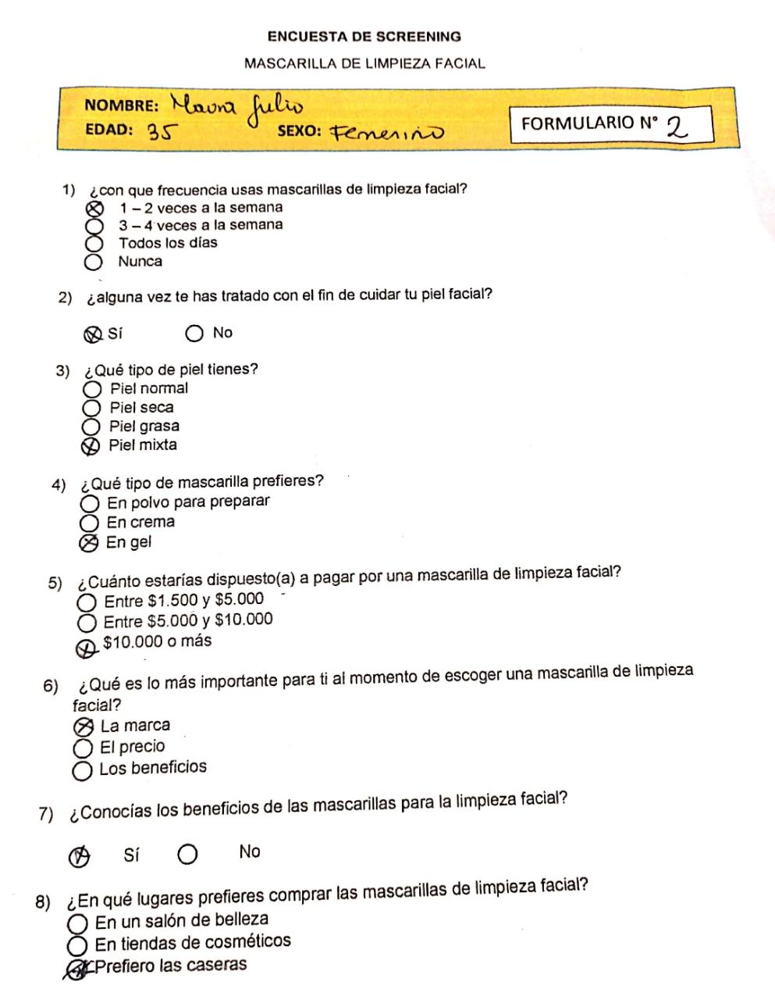 ENCUESTA DE SCREENING
MASCARILLA DE LIMPIEZA FACIAL
NOMBRE: Maura Julio
EDAD: 35 SEXO: Femenino
FORMULARIO N° 2
1) ¿con que frecuencia usas mascarillas de limpieza facial?
1 – 2 veces a la semana
3 – 4 veces a la semana
Todos los días
Nunca
2) ¿alguna vez te has tratado con el fin de cuidar tu piel facial?
Sí No
3) ¿Qué tipo de piel tienes?
Piel normal
Piel seca
Piel grasa
Piel mixta
4) ¿Qué tipo de mascarilla prefieres?
En polvo para preparar
En crema
En gel
5) ¿Cuánto estarías dispuesto(a) a pagar por una mascarilla de limpieza facial?
Entre $1.500 y $5.000
Entre $5.000 y $10.000
$10.000 o más
6) ¿Qué es lo más importante para ti al momento de escoger una mascarilla de limpieza
facial?
La marca
El precio
Los beneficios
7) ¿Conocías los beneficios de las mascarillas para la limpieza facial?
Sí No
8) ¿En qué lugares prefieres comprar las mascarillas de limpieza facial?
En un salón de belleza
En tiendas de cosméticos
Prefiero las caseras